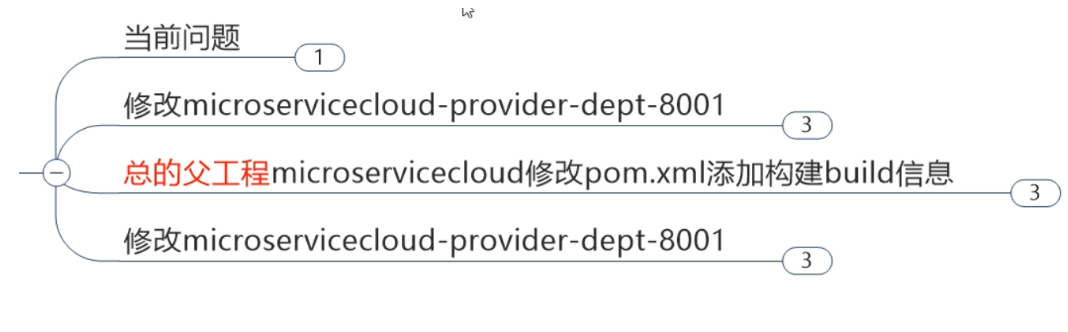 当前问题
1
修改microservicecloud-provider-dept-8001
3
总的父工程microservicecloud修改pom.xml添加构建build信息
3
修改microservicecloud-provider-dept-8001
3